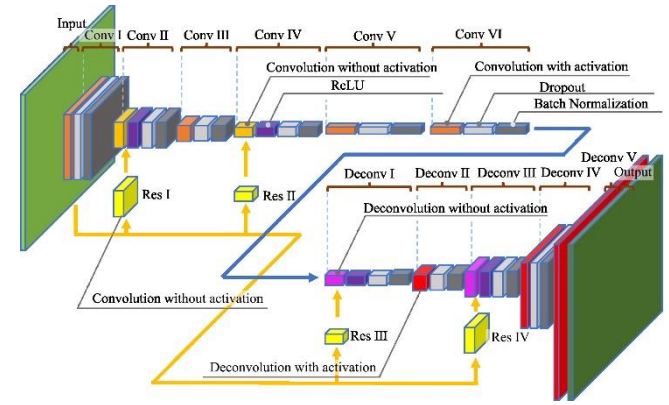 Input
Conv I
Conv II
Conv III
Conv IV
Conv V
Conv VI
Convolution without activation
ReLU
Convolution with activation
Dropout
Batch Normalization
Res I
Res II
Convolution without activation
Deconv I
Deconv II
Deconv III
Deconv IV
Deconv V
Output
Deconvolution without activation
Res III
Res IV
Deconvolution with activation